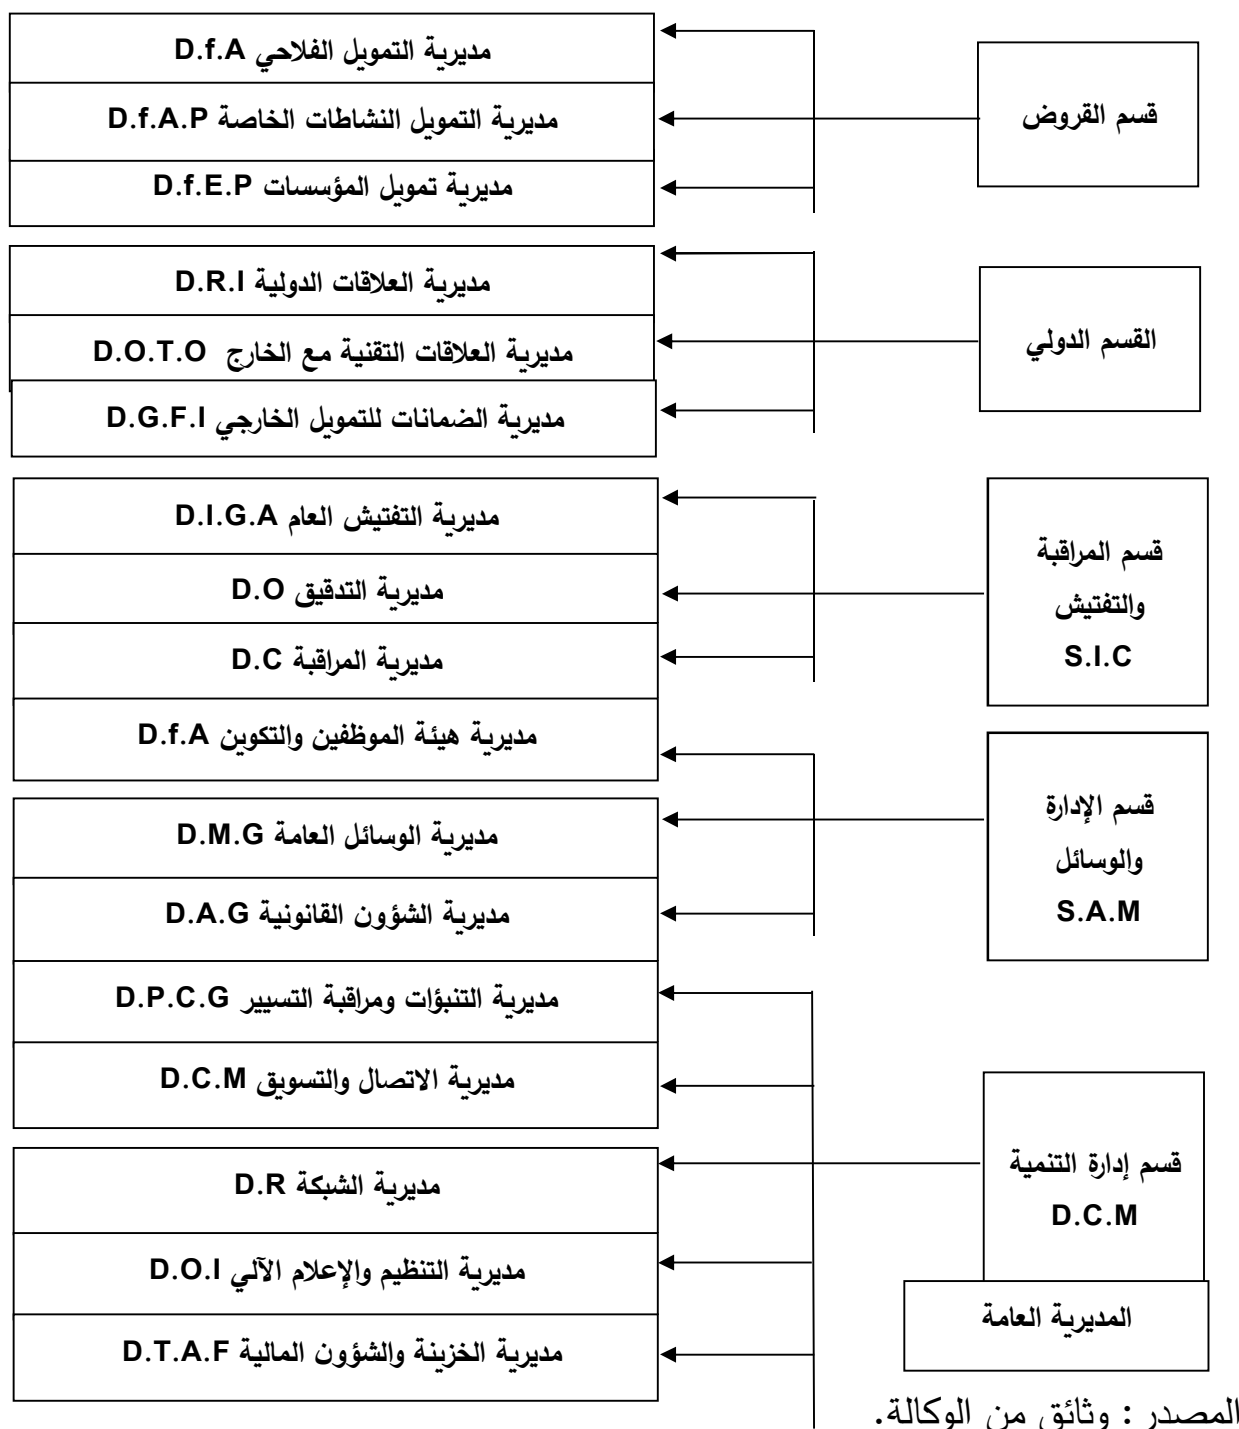 قسم القروض
مديرية التمويل الفلاحي D.f.A
مديرية التمويل النشاطات الخاصة D.f.A.P
مديرية تمويل المؤسسات D.f.E.P
القسم الدولي
مديرية العلاقات الدولية D.R.I
مديرية العلاقات التقنية مع الخارج D.O.T.O
مديرية الضمانات للتمويل الخارجي D.G.F.I
قسم المراقبة
والتفتيش
S.I.C
مديرية التفتيش العام D.I.G.A
مديرية التدقيق D.O
مديرية المراقبة D.C
قسم الإدارة
والوسائل
S.A.M
مديرية هيئة الموظفين والتكوين D.f.A
مديرية الوسائل العامة D.M.G
مديرية الشؤون القانونية D.A.G
قسم إدارة التنمية
D.C.M
المديرية العامة
مديرية التنبؤات ومراقبة التسيير D.P.C.G
مديرية الاتصال والتسويق D.C.M
مديرية الشبكة D.R
مديرية التنظيم والإعلام الآلي D.O.I
مديرية الخزينة والشؤون المالية D.T.A.F
المصدر : وثائق من الوكالة.